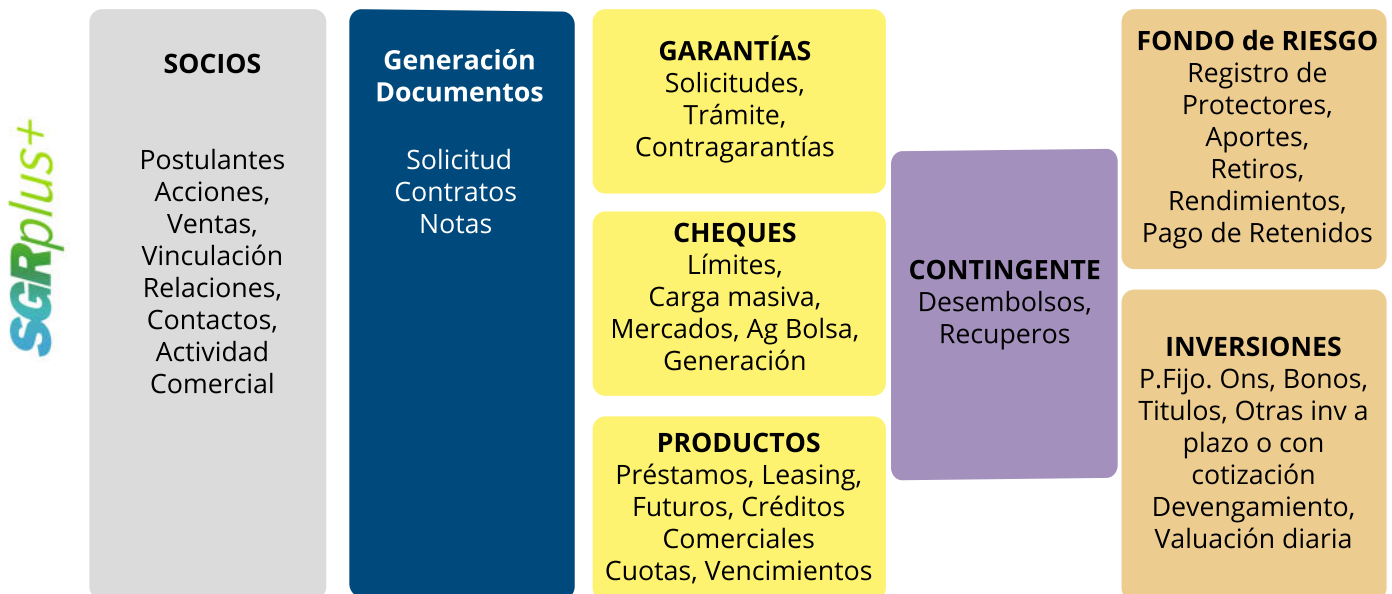 SGRplus+
SOCIOS
Postulantes
Acciones,
Ventas,
Vinculación
Relaciones,
Contactos,
Actividad
Comercial
Generación
Documentos
Solicitud
Contratos
Notas
GARANTÍAS
Solicitudes,
Trámite,
Contragarantías
CHEQUES
Límites,
Carga masiva,
Mercados, Ag Bolsa,
Generación
PRODUCTOS
Préstamos, Leasing,
Futuros, Créditos
Comerciales
Cuotas, Vencimientos
CONTINGENTE
Desembolsos,
Recuperos
FONDO de RIESGO
Registro de
Protectores,
Aportes,
Retiros,
Rendimientos,
Pago de Retenidos
INVERSIONES
P.Fijo. Ons, Bonos,
Titulos, Otras inv a
plazo o con
cotización
Devengamiento,
Valuación diaria